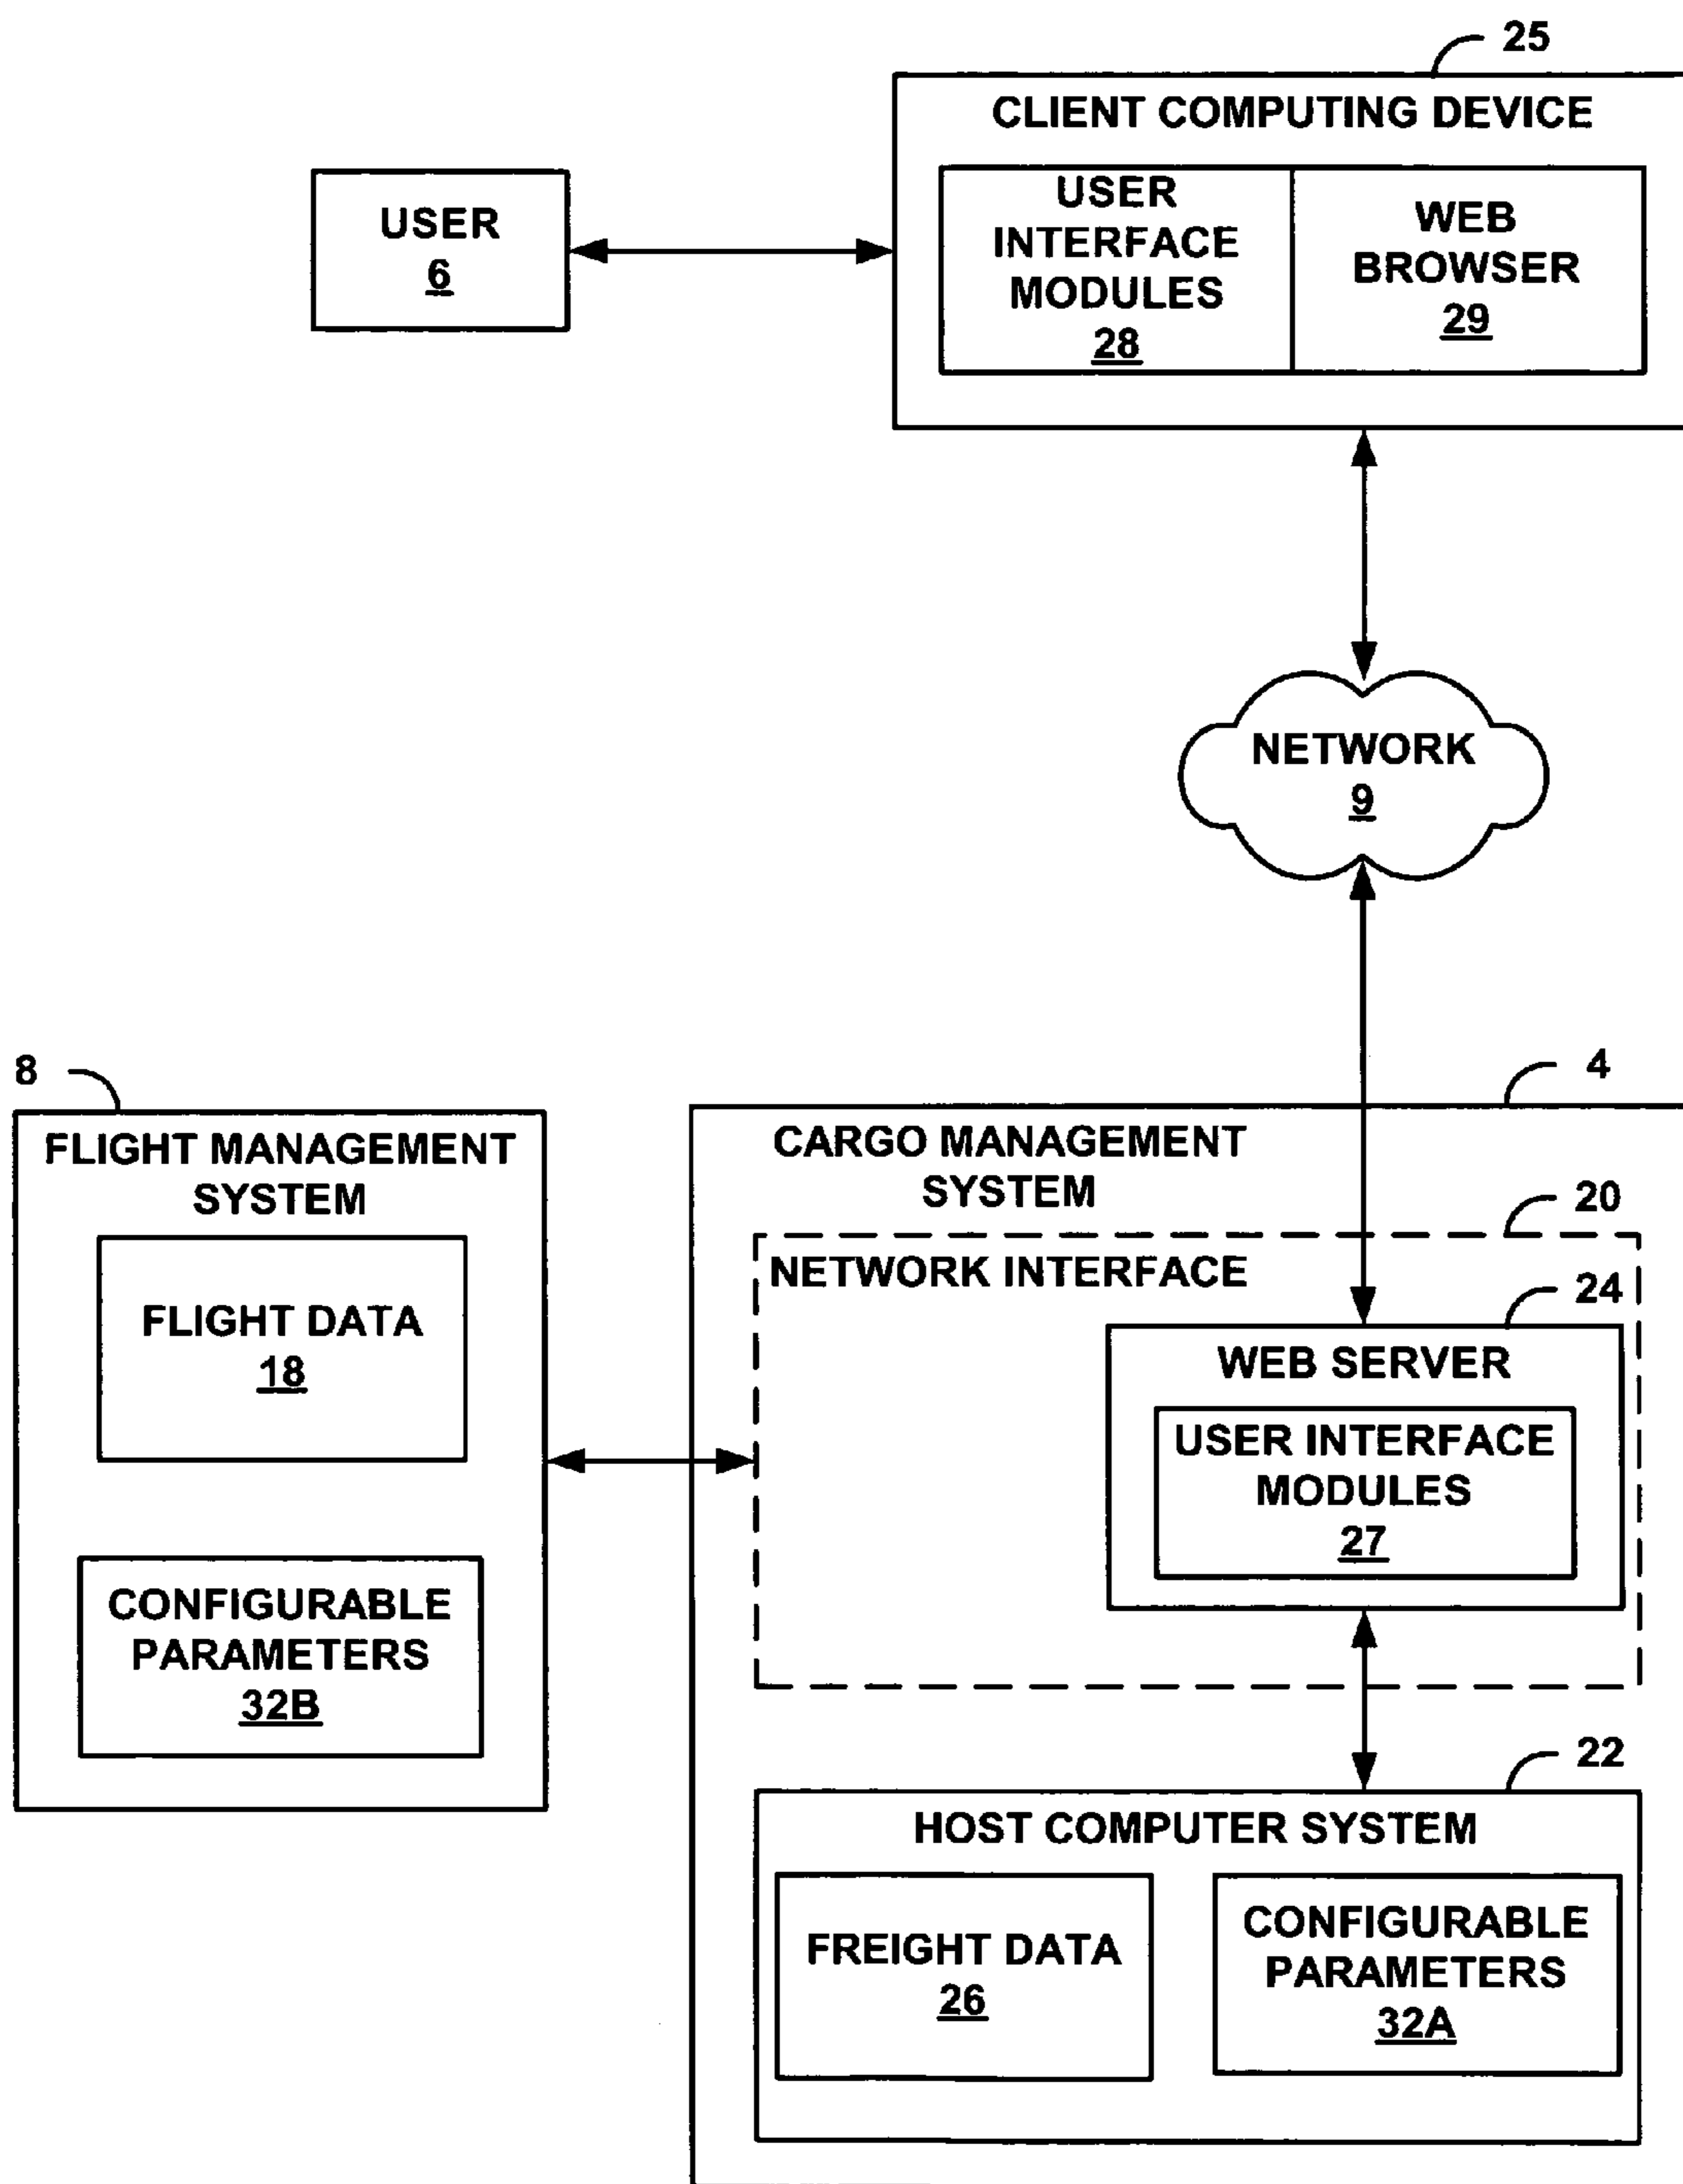 25
CLIENT COMPUTING DEVICE
USER
INTERFACE
MODULES
28
WEB
BROWSER
29
USER
6
NETWORK
9
8
FLIGHT MANAGEMENT
SYSTEM
FLIGHT DATA
18
CONFIGURABLE
PARAMETERS
32B
4
CARGO MANAGEMENT
SYSTEM
20
NETWORK INTERFACE
24
WEB SERVER
USER INTERFACE
MODULES
27
22
HOST COMPUTER SYSTEM
FREIGHT DATA
26
CONFIGURABLE
PARAMETERS
32A